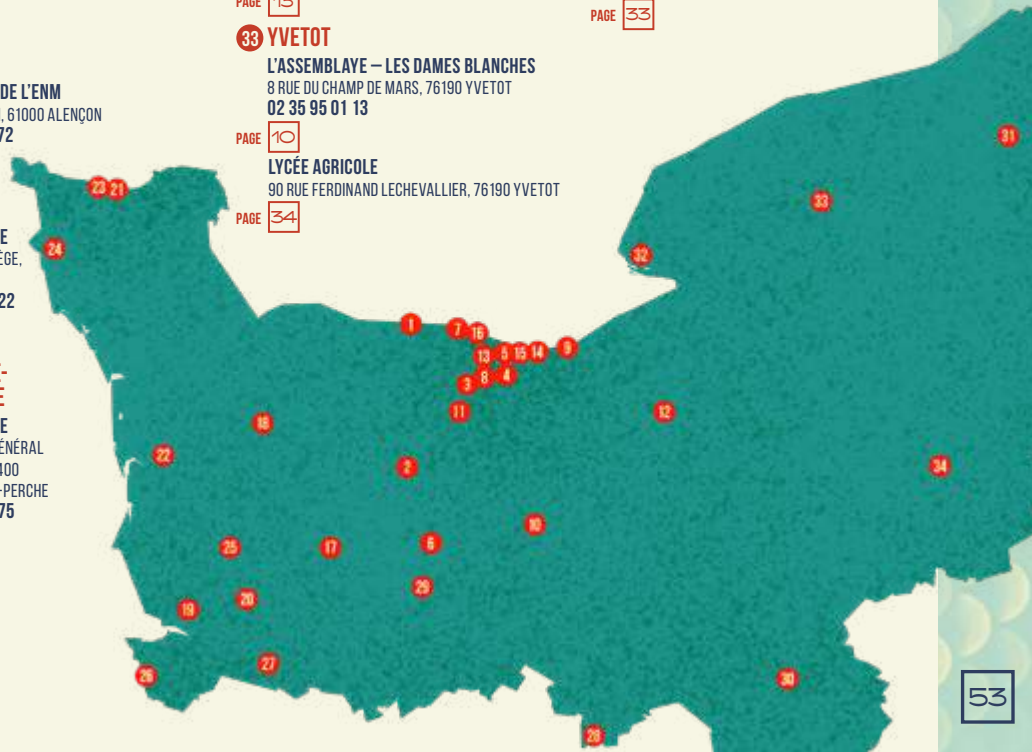 DE L'ENM
, 61000 ALENÇON
72
E
ÈGE,
22
E-
E
E
ÉNÉRAL
400
-PERCHE
75
PAGE 15
33 YVETOT
L'ASSEMBLAYE – LES DAMES BLANCHES
8 RUE DU CHAMP DE MARS, 76190 YVETOT
02 35 95 01 13
PAGE 10
LYCÉE AGRICOLE
90 RUE FERDINAND LECHEVALLIER, 76190 YVETOT
PAGE 34
PAGE 33
31
23 21
33
24
32
1
7
16
13 5 15 14 9
3 8 4
11
12
18
22
2
34
10
25
17
6
29
20
19
27
26
30
28
53